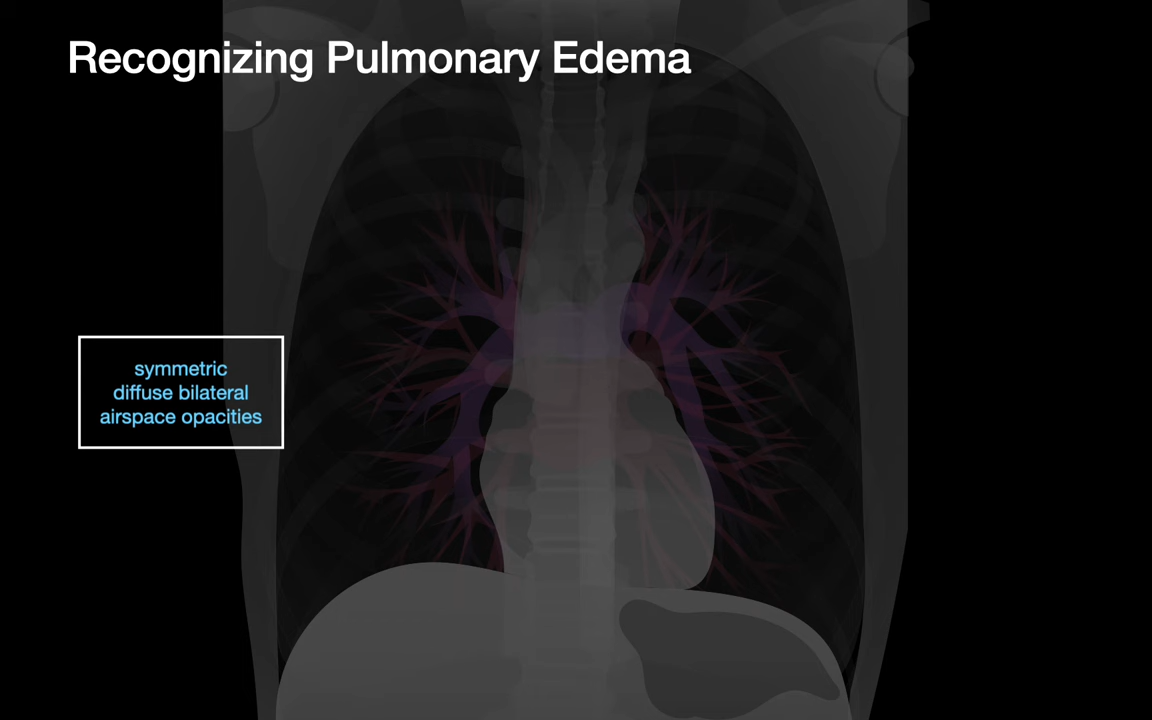 Recognizing Pulmonary Edema
symmetric
diffuse bilateral
airspace opacities